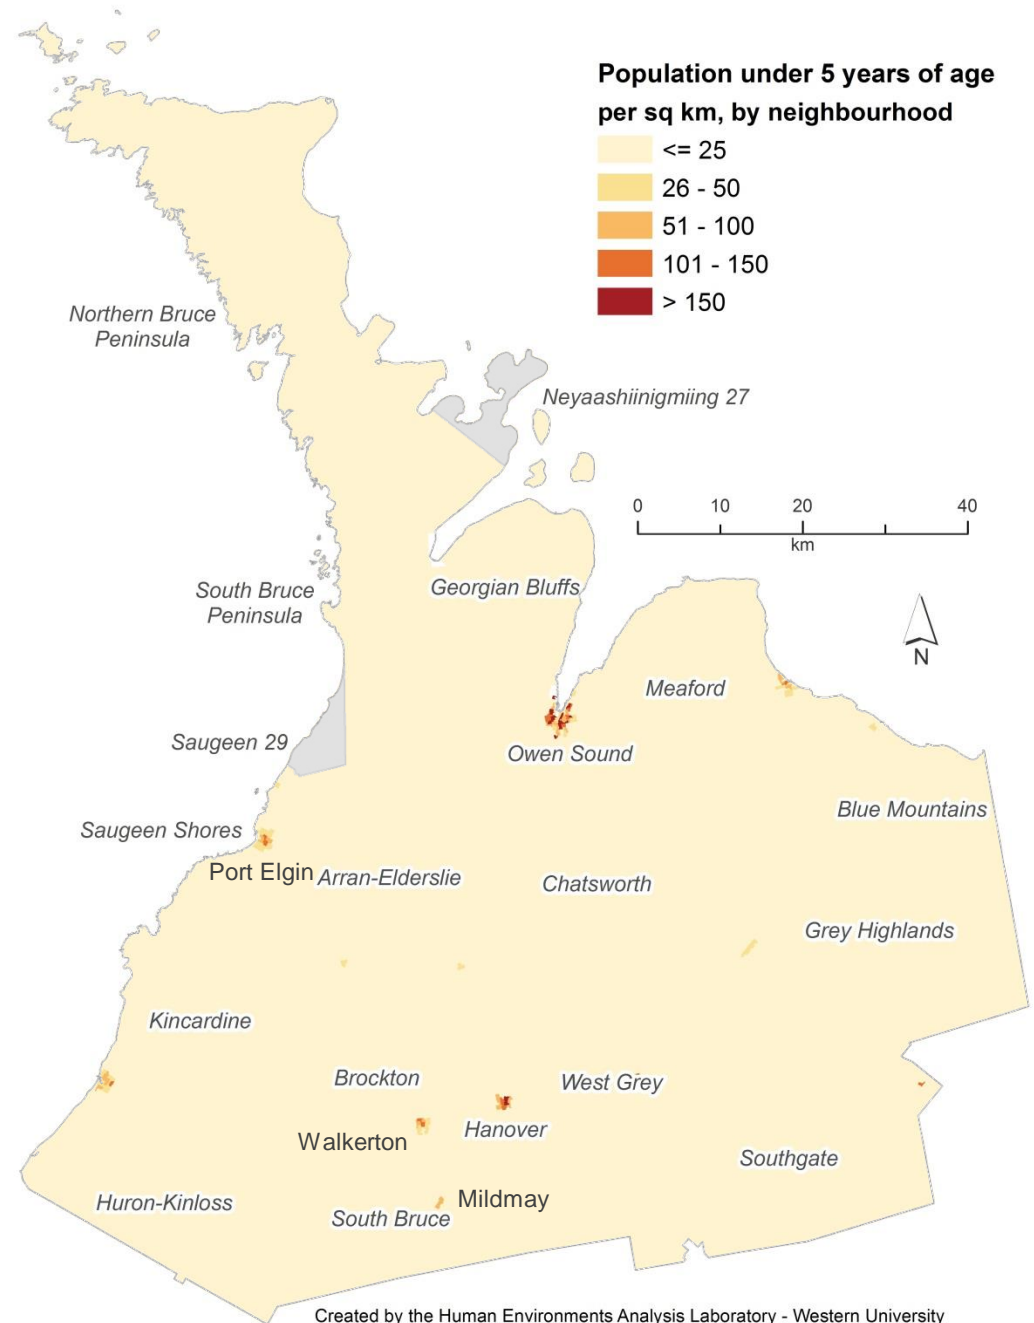 Population under 5 years of age
per sq km, by neighbourhood
<= 25
26 - 50
51 - 100
101 - 150
> 150
Northern Bruce
Peninsula
Neyaashiinigmiing 27
0 10 20 40
km
South Bruce
Peninsula
Georgian Bluffs
N
Meaford
Saugeen 29
Owen Sound
Blue Mountains
Saugeen Shores
Port Elgin
Arran-Elderslie
Chatsworth
Grey Highlands
Kincardine
Brockton
West Grey
Hanover
Walkerton
Southgate
Huron-Kinloss
Mildmay
South Bruce
Created by the Human Environments Analysis Laboratory - Western University